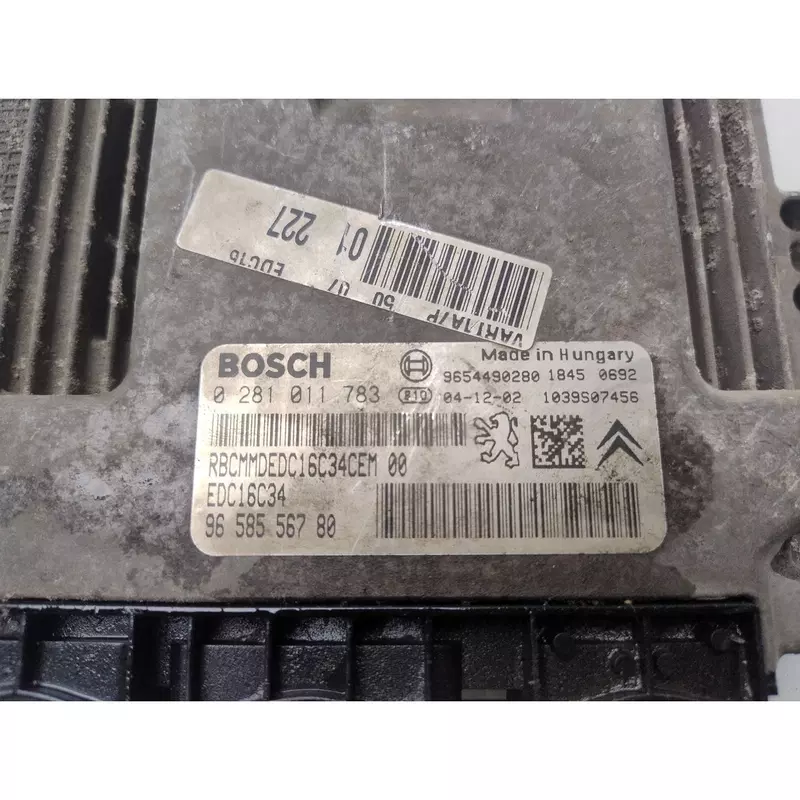 01 227
EDC16
50 07
BOSCH
Made in Hungary
9654490280 1845 0692
0 281 011 783
04-12-02 1039S07456
RBCMMDEDC16C34CEM 00
EDC16C34
96 585 567 80